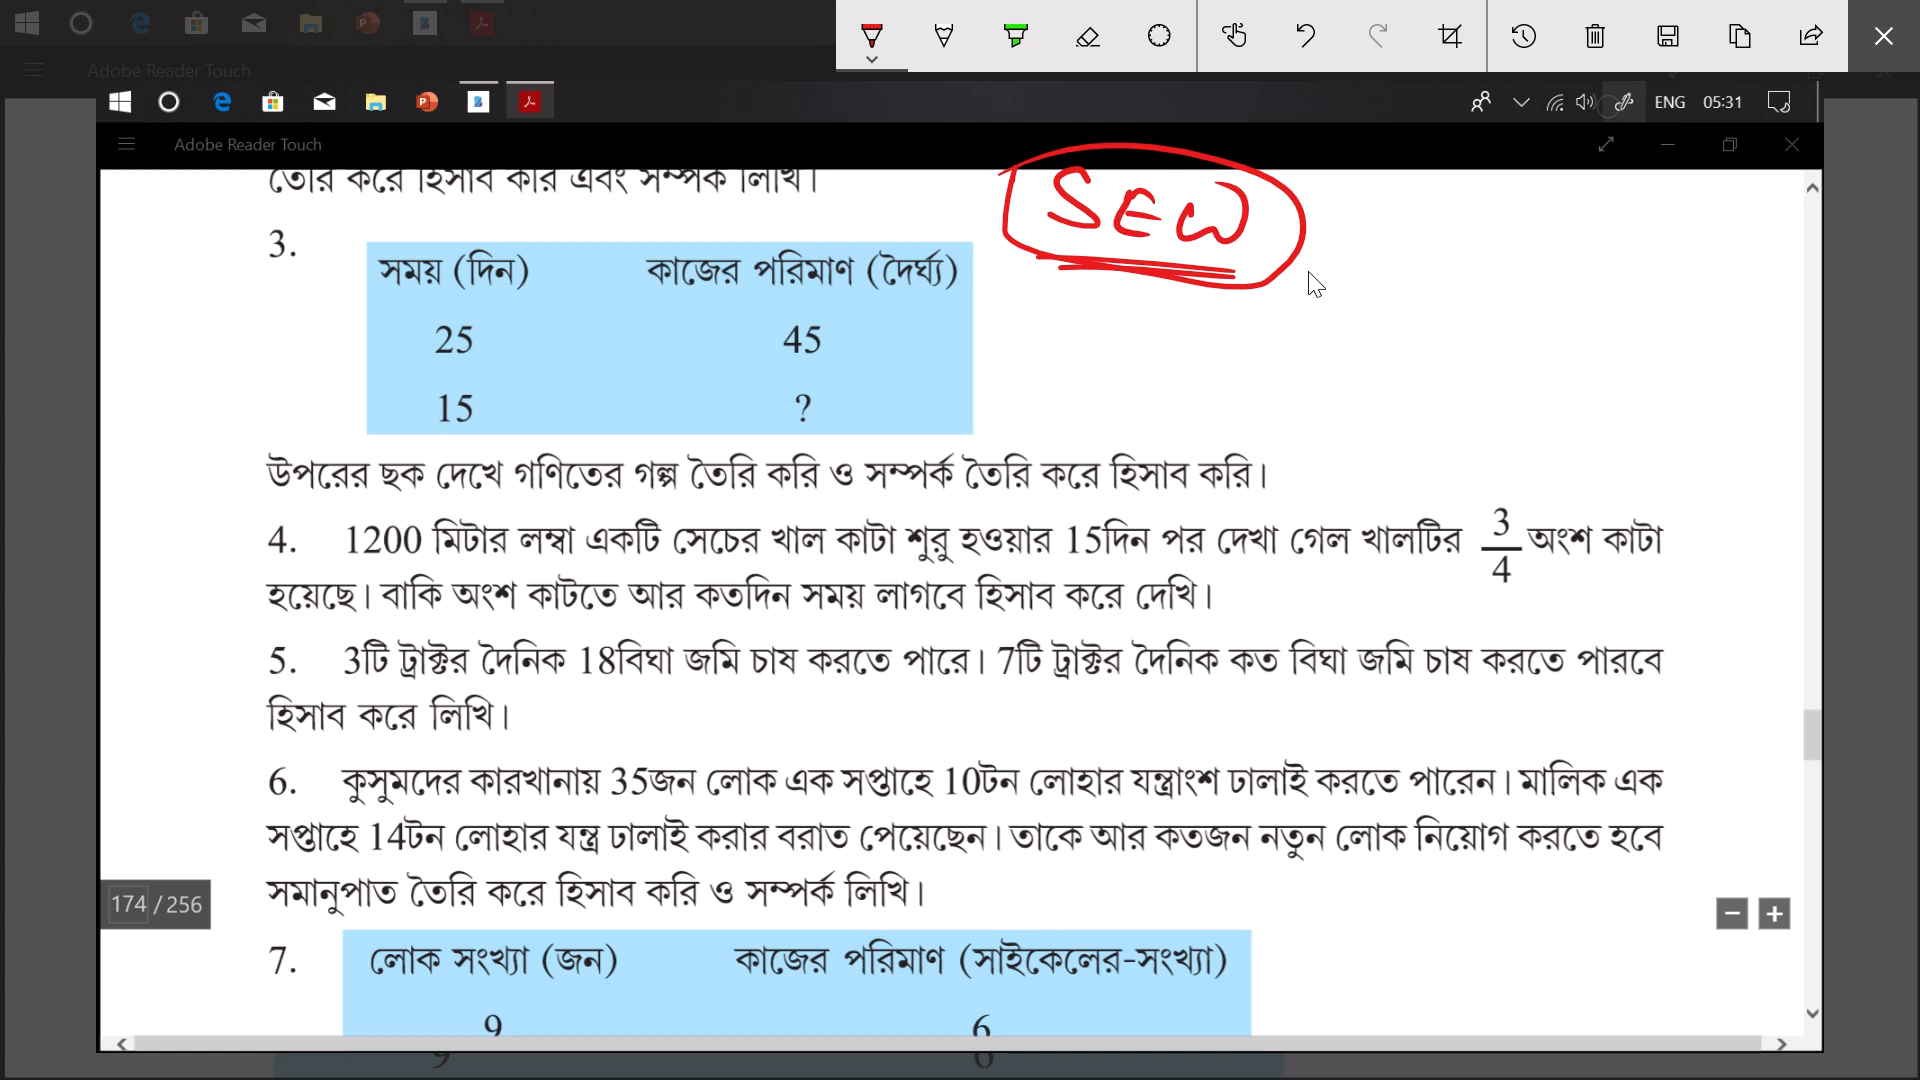 Adobe Reader Touch
ENG 05:31
Adobe Reader Touch
তৈরি করে হিসাব করি এবং সম্পর্ক লিখি।
SEW
3.
সময় (দিন) কাজের পরিমাণ (দৈর্ঘ্য)
25 45
15 ?
উপরের ছক দেখে গণিতের গল্প তৈরি করি ও সম্পর্ক তৈরি করে হিসাব করি।
4. 1200 মিটার লম্বা একটি সেচের খাল কাটা শুরু হওয়ার 15দিন পর দেখা গেল খালটির 3/4 অংশ কাটা
হয়েছে। বাকি অংশ কাটতে আর কতদিন সময় লাগবে হিসাব করে দেখি।
5. 3টি ট্রাক্টর দৈনিক 18বিঘা জমি চাষ করতে পারে। 7টি ট্রাক্টর দৈনিক কত বিঘা জমি চাষ করতে পারবে
হিসাব করে লিখি।
6. কুসুমদের কারখানায় 35জন লোক এক সপ্তাহে 10টন লোহার যন্ত্রাংশ ঢালাই করতে পারেন। মালিক এক
সপ্তাহে 14টন লোহার যন্ত্র ঢালাই করার বরাত পেয়েছেন। তাকে আর কতজন নতুন লোক নিয়োগ করতে হবে
সমানুপাত তৈরি করে হিসাব করি ও সম্পর্ক লিখি।
174 / 256
7. লোক সংখ্যা (জন) কাজের পরিমাণ (সাইকেলের-সংখ্যা)
9 6
9 6